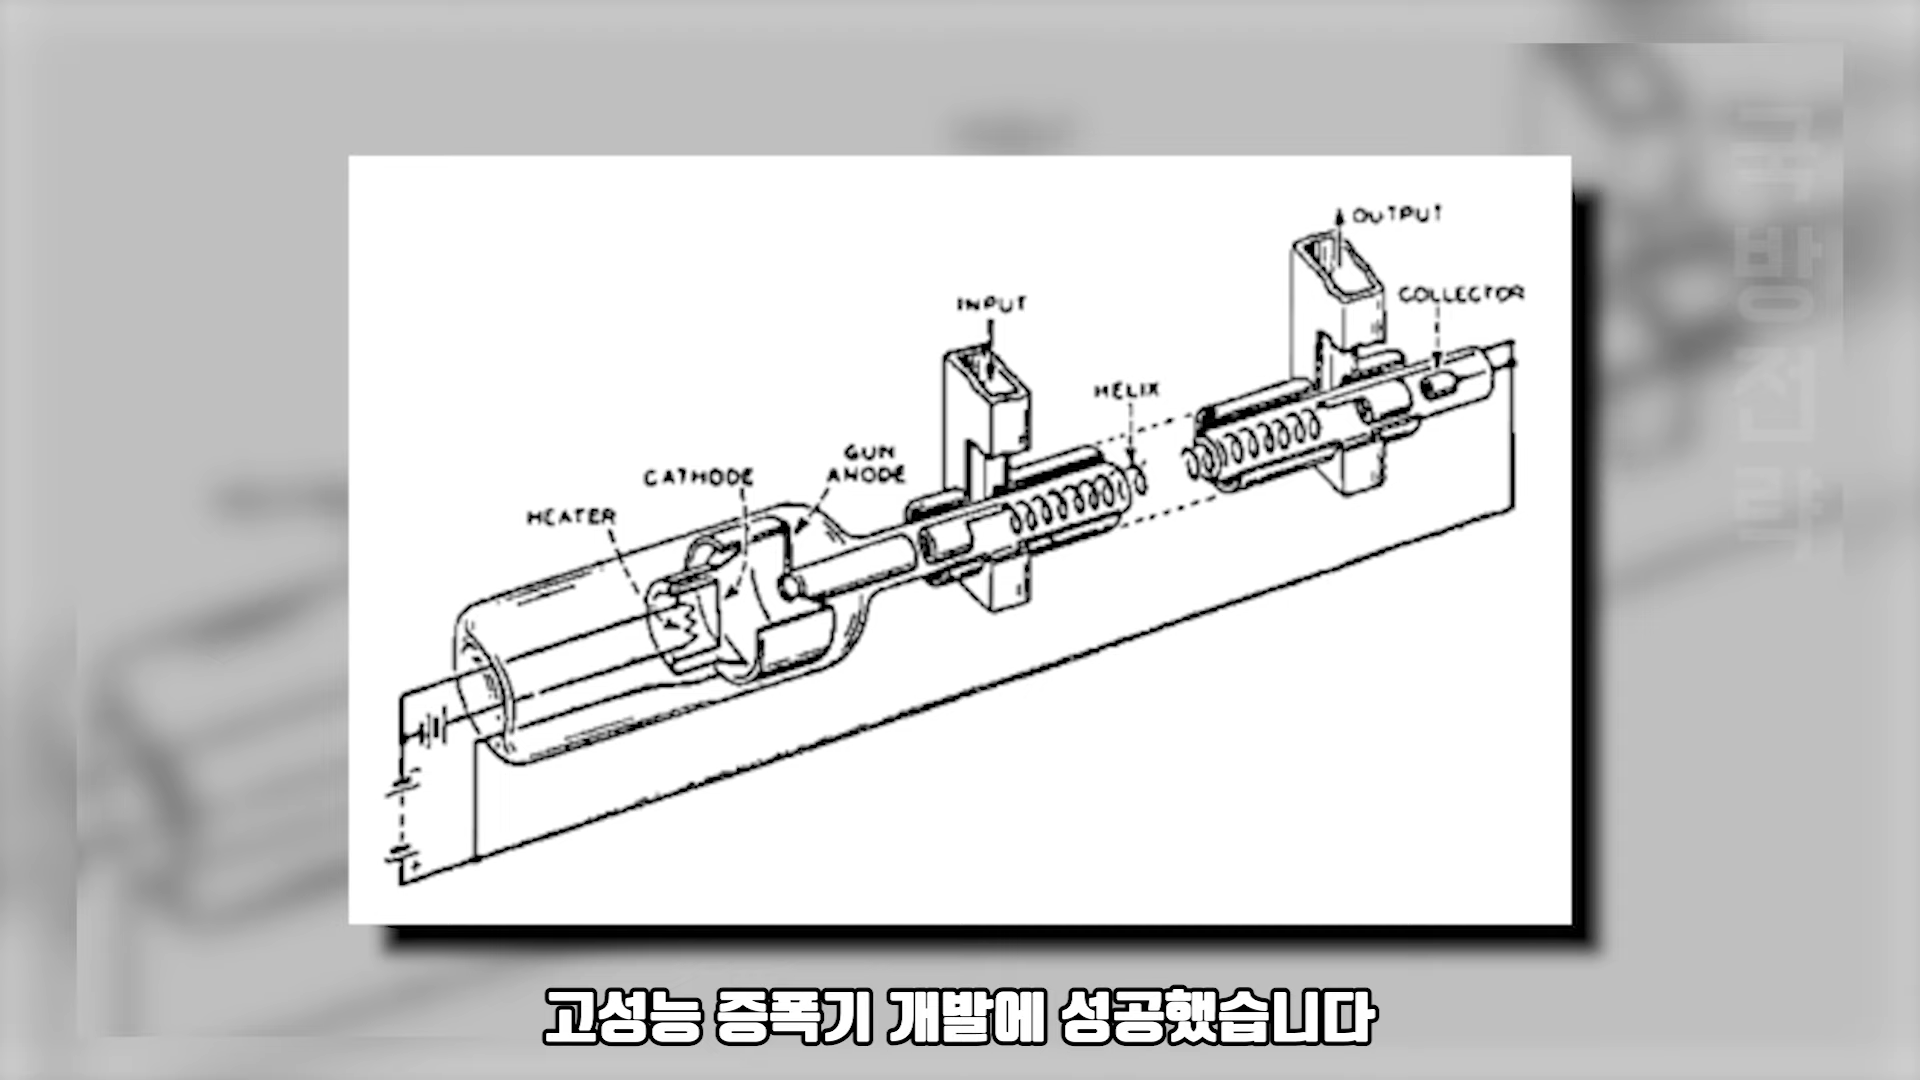 OUTPUT
COLLECTOR
INPUT
HELIX
GUN
ANODE
CATHODE
HEATER
고성능 증폭기 개발에 성공했습니다